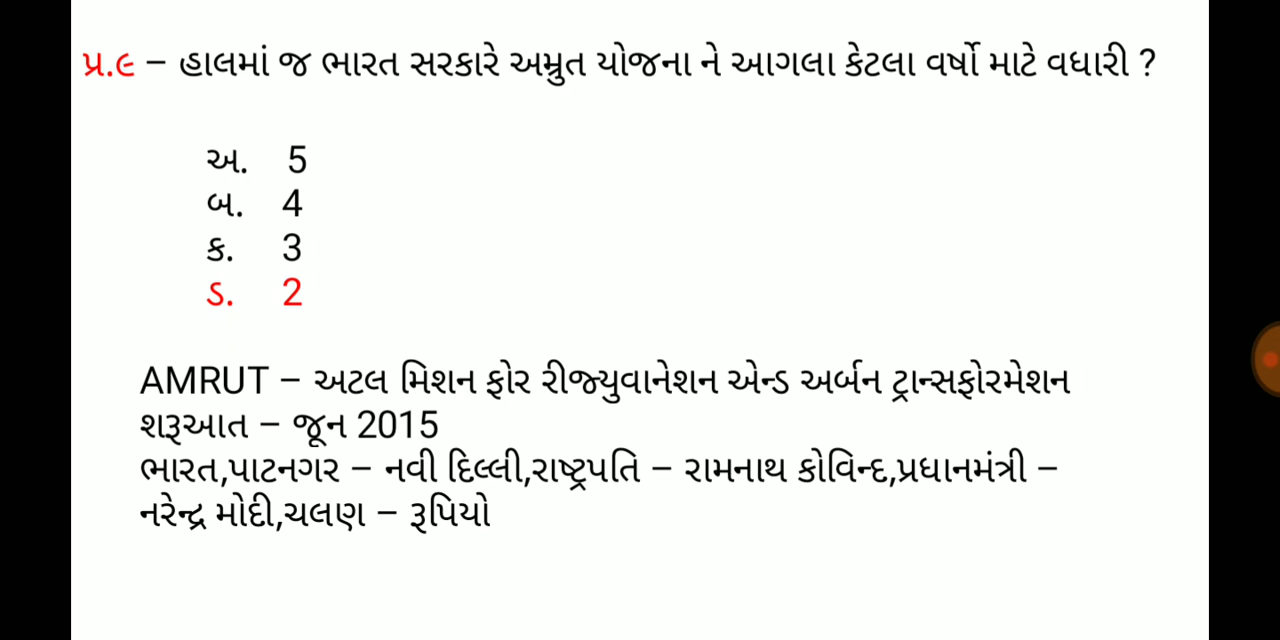 પ્ર.૯ – હાલમાં જ ભારત સરકારે અમ્રુત યોજના ને આગલા કેટલા વર્ષો માટે વધારી ?
અ. 5
બ. 4
ક. 3
ડ. 2
AMRUT – અટલ મિશન ફોર રીજ્યુવાનેશન એન્ડ અર્બન ટ્રાન્સફોરમેશન
શરૂઆત – જૂન 2015
ભારત,પાટનગર – નવી દિલ્લી,રાષ્ટ્રપતિ – રામનાથ કોવિન્દ,પ્રધાનમંત્રી –
નરેન્દ્ર મોદી,ચલણ – રૂપિયો